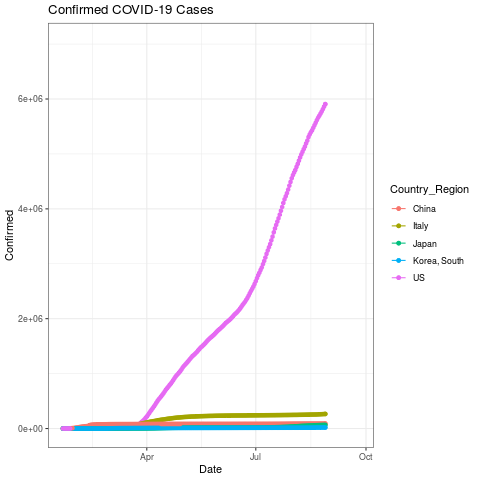 Confirmed COVID-19 Cases
6e+06
4e+06
2e+06
0e+00
Confirmed
Apr
Jul
Oct
Date
Country_Region
China
Italy
Japan
Korea, South
US